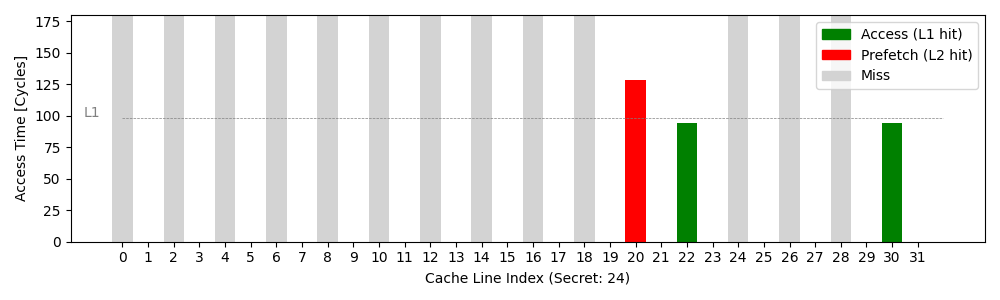 175
150
125
100
75
50
25
0
Access Time [Cycles]
L1
Access (L1 hit)
Prefetch (L2 hit)
Miss
0 1 2 3 4 5 6 7 8 9 10 11 12 13 14 15 16 17 18 19 20 21 22 23 24 25 26 27 28 29 30 31
Cache Line Index (Secret: 24)